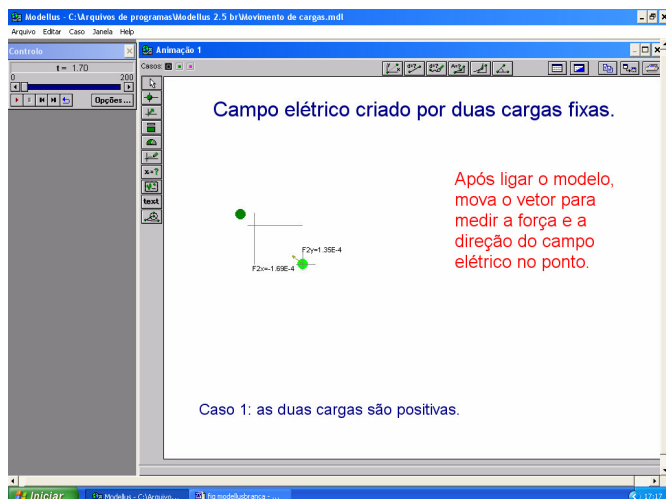 Modellus - C:\Arquivos de programas\Modellus 2.5 br\Movimento de cargas.mdl
Arquivo Editar Caso Janela Help
Controlo
t = 1.70
0 200
Opções...
Animação 1
Casos:
Campo elétrico criado por duas cargas fixas.
Após ligar o modelo,
mova o vetor para
medir a força e a
direção do campo
elétrico no ponto.
F2y=1.35E-4
F2x=-1.69E-4
x=?
text
Caso 1: as duas cargas são positivas.
Iniciar
Modellus - C:\Arquivo...
fig modellusbranca - ...
17:17